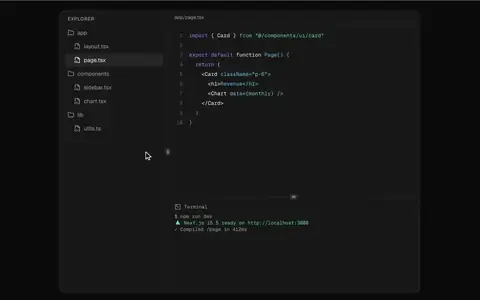 EXPLORER
app
layout.tsx
page.tsx
components
sidebar.tsx
chart.tsx
lib
utils.ts
app/page.tsx
1 import { Card } from "@/components/ui/card"
2
3 export default function Page() {
4 return (
5 <Card className="p-6">
6 <h1>Revenue</h1>
7 <Chart data={monthly} />
8 </Card>
9 )
10 }
Terminal
$ npm run dev
▲ Next.js 15.5 ready on http://localhost:3000
✓ Compiled /page in 412ms